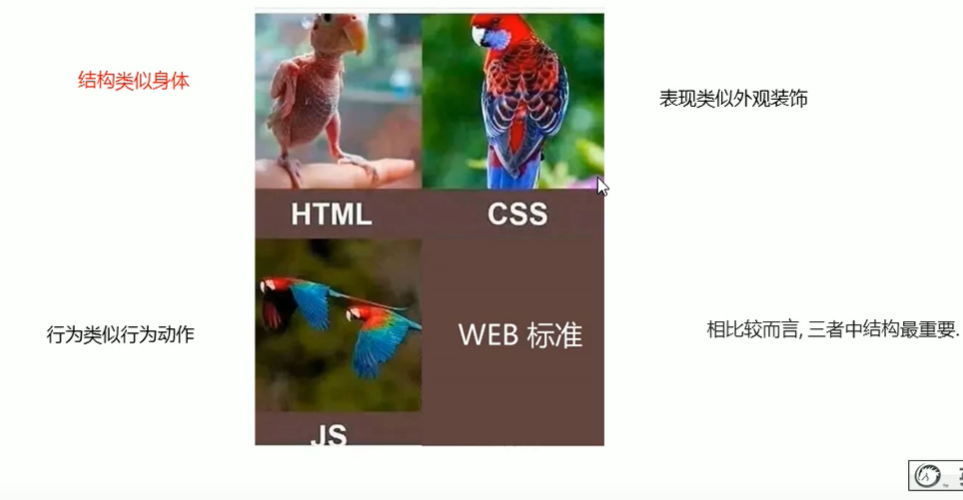 结构类似身体
表现类似外观装饰
HTML
CSS
行为类似行为动作
WEB 标准
相比较而言, 三者中结构最重要.
JS